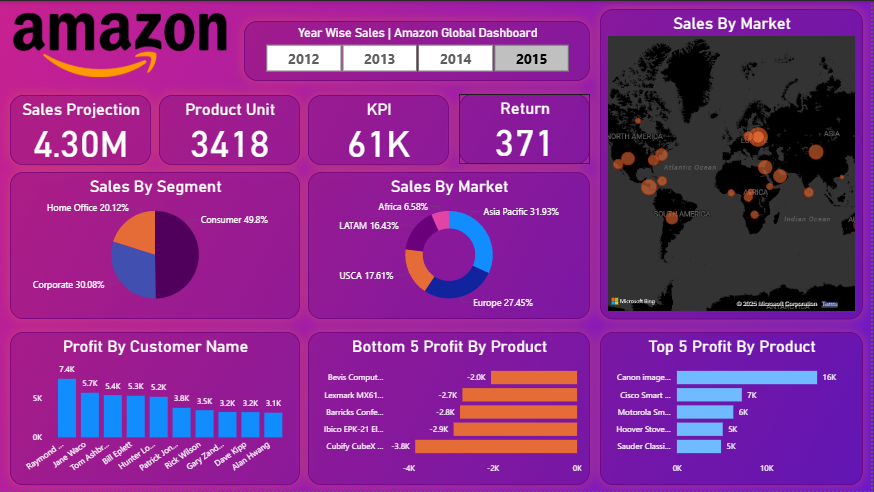 amazon
Year Wise Sales | Amazon Global Dashboard
2012 2013 2014 2015
Sales Projection
4.30M
Product Unit
3418
KPI
61K
Return
371
Sales By Market
NORTH AMERICA
ASIA
Atlantic Ocean
AFRICA
SOUTH AMERICA
Indian Ocean
AU
Microsoft Bing
© 2025 Microsoft Corporation Terms
Sales By Segment
Home Office 20.12%
Consumer 49.8%
Corporate 30.08%
Sales By Market
Africa 6.58%
Asia Pacific 31.93%
LATAM 16.43%
USCA 17.61%
Europe 27.45%
Profit By Customer Name
7.4K
5.7K
5.4K
5.3K
5.2K
3.8K
3.5K
3.2K
3.2K
3.1K
5K
0K
Raymond ...
Jane Waco
Tom Ashbr...
Bill Eplett
Hunter Lo...
Patrick Jon...
Rick Wilson
Gary Zand...
Dave Kipp
Alan Hwang
Bottom 5 Profit By Product
Bevis Comput... -2.0K
Lexmark MX61... -2.7K
Barricks Confe... -2.8K
Ibico EPK-21 El... -2.9K
Cubify CubeX ... -3.8K
-4K -2K 0K
Top 5 Profit By Product
Canon image... 16K
Cisco Smart ... 7K
Motorola Sm... 6K
Hoover Stove... 5K
Sauder Classi... 5K
0K 10K